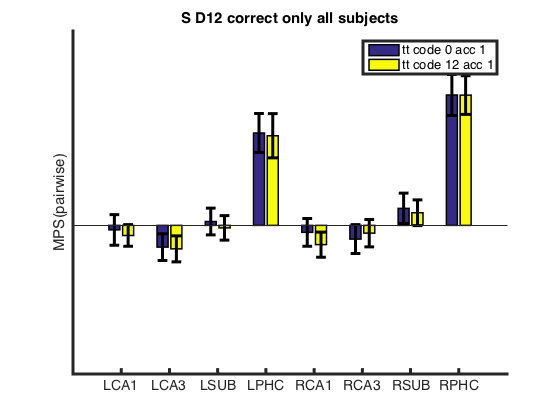 S D12 correct only all subjects
tt code 0 acc 1
tt code 12 acc 1
MPS(pairwise)
LCA1 LCA3 LSUB LPHC RCA1 RCA3 RSUB RPHC